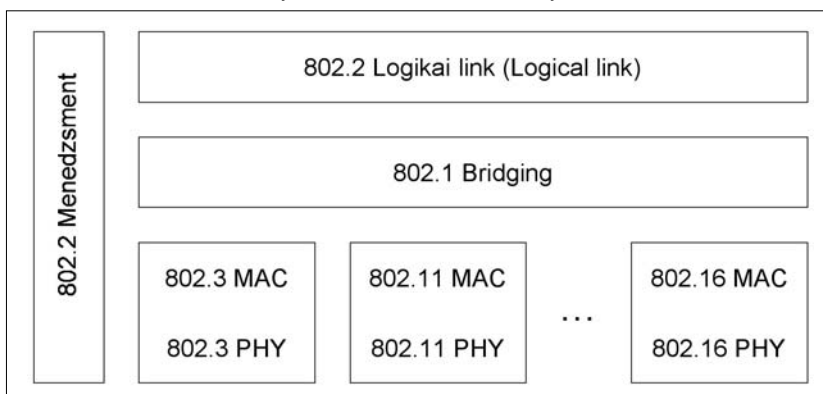 802.2 Menedzsment
802.2 Logikai link (Logical link)
802.1 Bridging
802.3 MAC
802.3 PHY
802.11 MAC
802.11 PHY
...
802.16 MAC
802.16 PHY